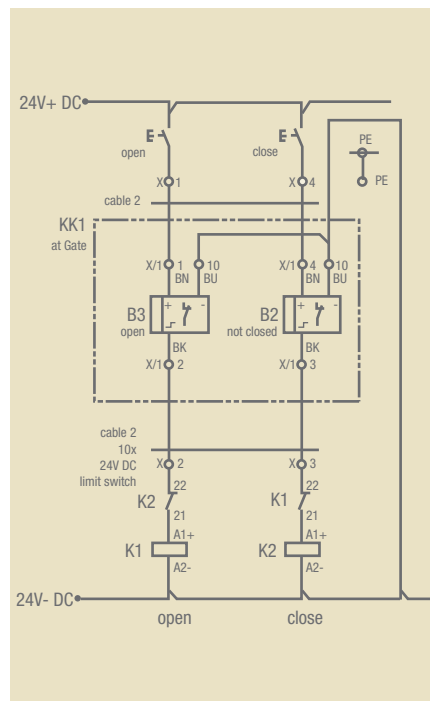 24V+ DC
PE
E
E
open
close
PE
X 1
X 4
cable 2
KK1
at Gate
X/1 1 10
X/1 4 10
BN BU
BN BU
+ -
+ -
B3
B2
open
not closed
BK
BK
X/1 2
X/1 3
cable 2
10x
24V DC
limit switch
X 2
X 3
22
22
K2
K1
21
21
A1+
A1+
K1
K2
A2-
A2-
24V- DC
open
close